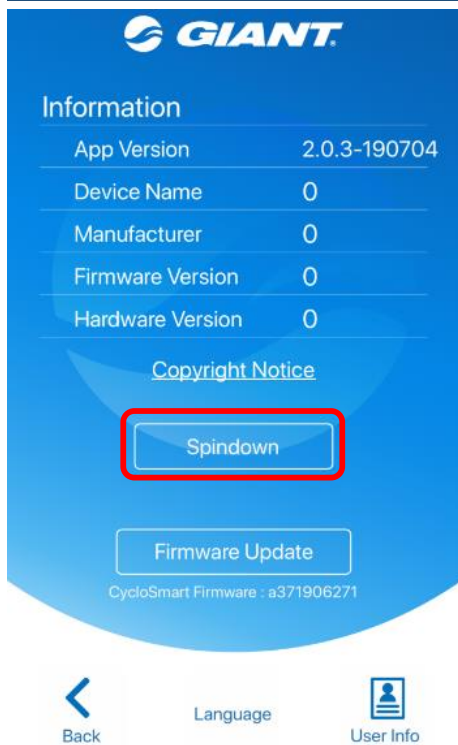 GIANT
Information
App Version 2.0.3-190704
Device Name 0
Manufacturer 0
Firmware Version 0
Hardware Version 0
Copyright Notice
Spindown
Firmware Update
CycloSmart Firmware : a371906271
Back Language User Info